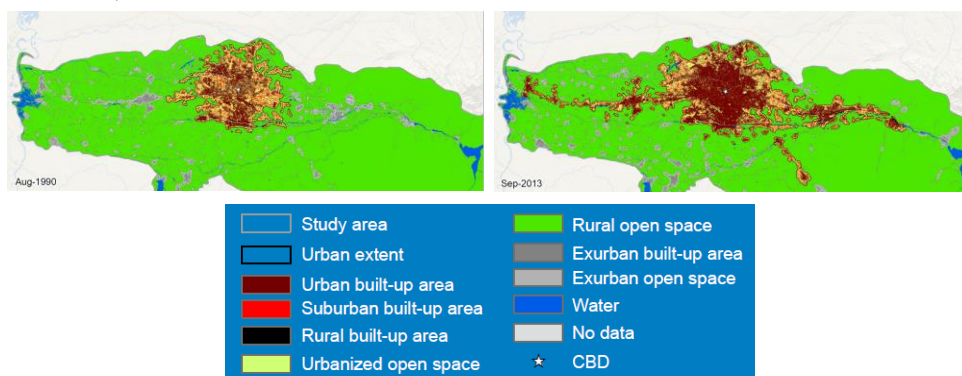 Aug-1990
Sep-2013
Study area
Urban extent
Urban built-up area
Suburban built-up area
Rural built-up area
Urbanized open space
Rural open space
Exurban built-up area
Exurban open space
Water
No data
CBD